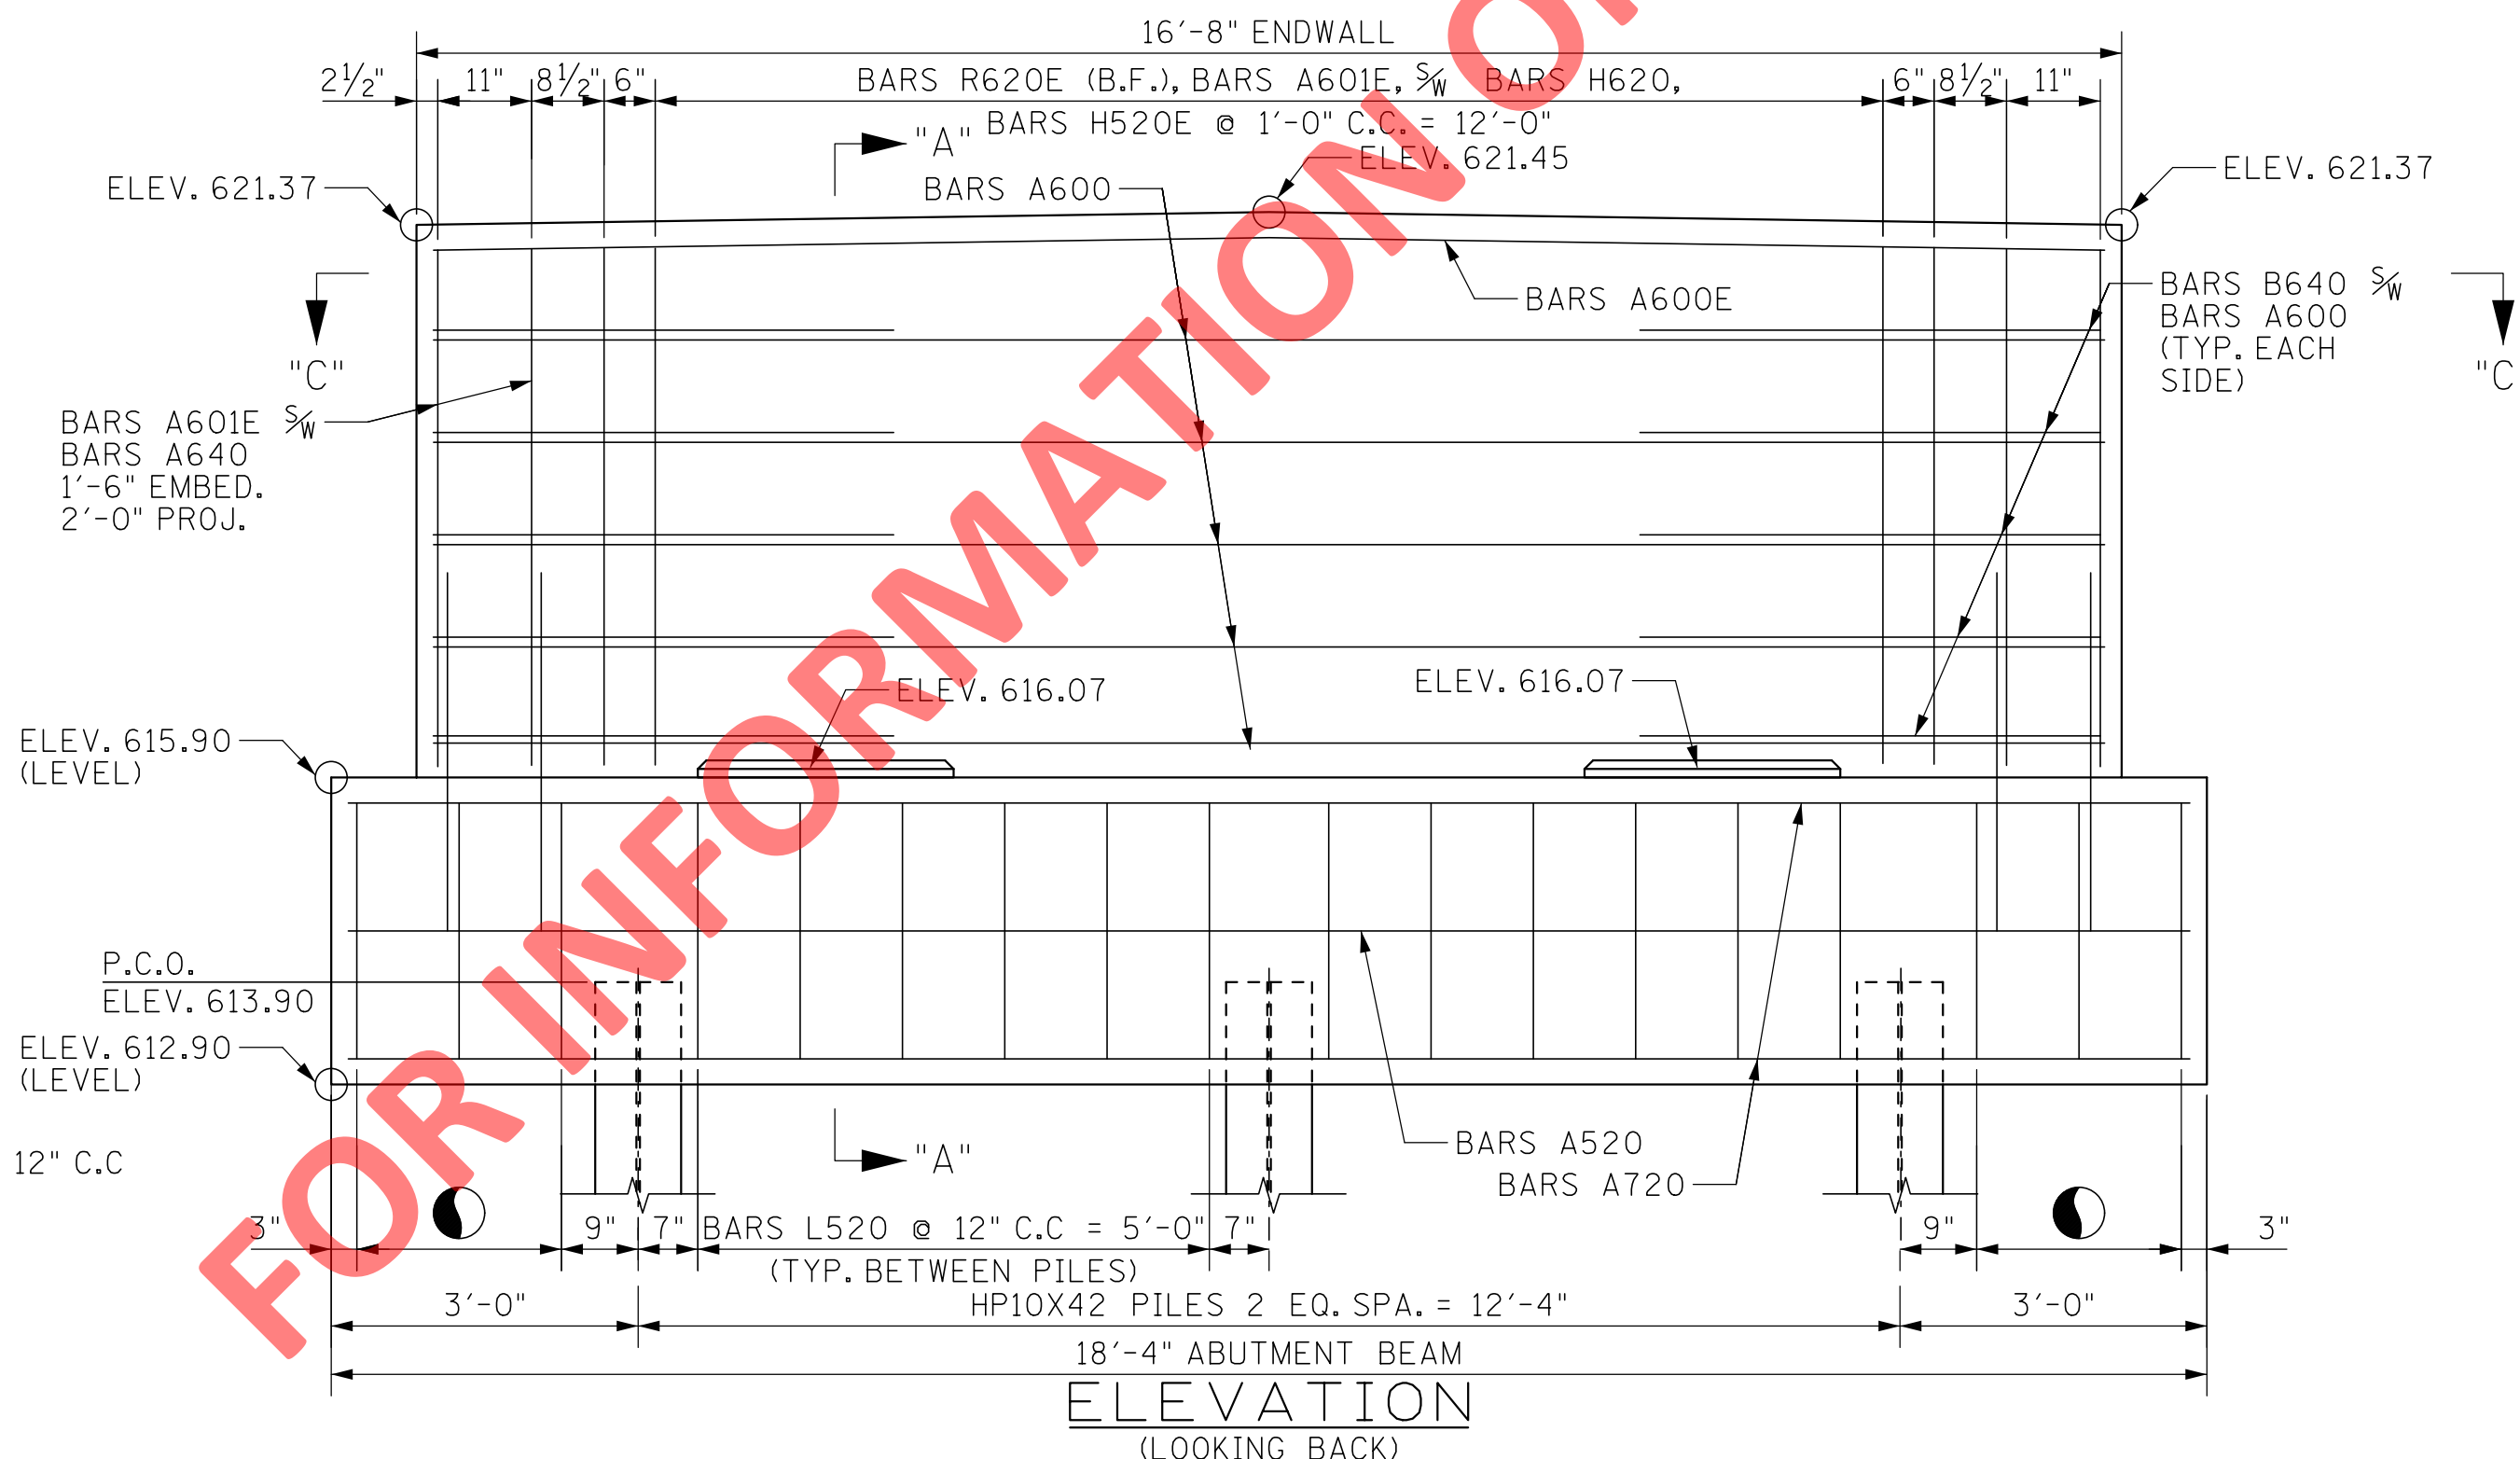 16'-8" ENDWALL
2½" 11" 8½" 6" BARS R620E (B.F.), BARS A601E, S/W BARS H620, 6" 8½" 11"
BARS H520E @ 1'-0" C.C. = 12'-0"
"A"
ELEV. 621.45
ELEV. 621.37
BARS A600
ELEV. 621.37
BARS A600E
BARS B640 S/W
BARS A600
(TYP. EACH
SIDE)
"C"
"C
BARS A601E S/W
BARS A640
1'-6" EMBED.
2'-0" PROJ.
ELEV. 616.07
ELEV. 616.07
ELEV. 615.90
(LEVEL)
P.C.O.
ELEV. 613.90
ELEV. 612.90
(LEVEL)
12" C.C
"A"
BARS A520
BARS A720
3" 9" 7" BARS L520 @ 12" C.C = 5'-0" 7" 9" 3"
(TYP. BETWEEN PILES)
3'-0" HP10X42 PILES 2 EQ. SPA. = 12'-4" 3'-0"
18'-4" ABUTMENT BEAM
ELEVATION
(LOOKING BACK)
FOR INFORMATION